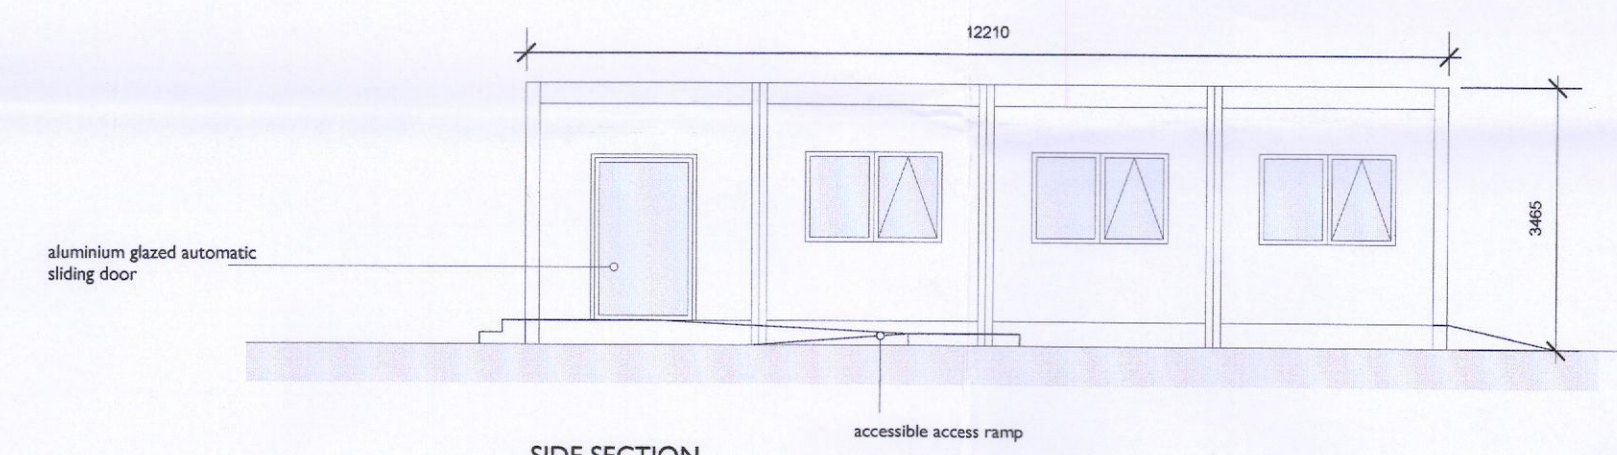 12210
3465
aluminium glazed automatic
sliding door
accessible access ramp
SIDE SECTION